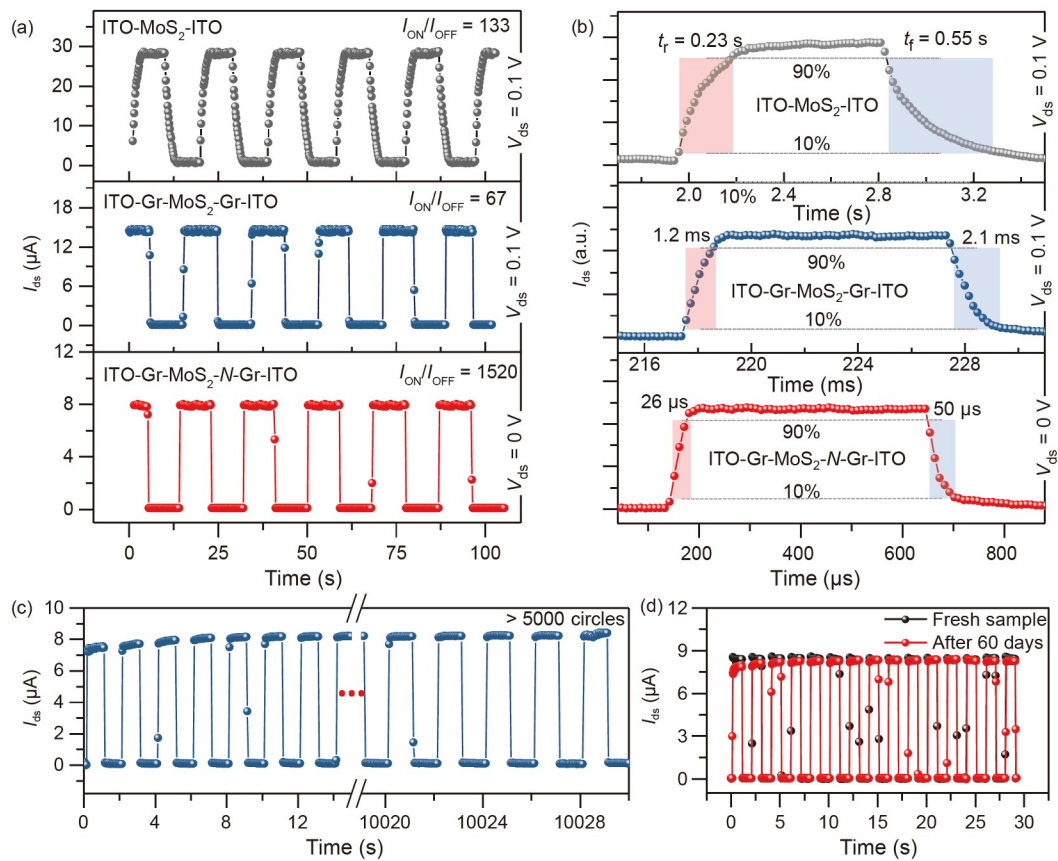 (a)
ITO-MoS2-ITO
ION/IOFF = 133
30
20
10
0
Vds = 0.1 V
ITO-Gr-MoS2-Gr-ITO
ION/IOFF = 67
18
12
6
0
Vds = 0.1 V
Ids (μA)
ITO-Gr-MoS2-N-Gr-ITO
ION/IOFF = 1520
12
8
4
0
Vds = 0 V
0 25 50 75 100
Time (s)
(b)
tr = 0.23 s
tf = 0.55 s
90%
ITO-MoS2-ITO
10%
Vds = 0.1 V
2.0 10% 2.4 2.8 3.2
Time (s)
1.2 ms
2.1 ms
90%
ITO-Gr-MoS2-Gr-ITO
10%
Vds = 0.1 V
Ids (a.u.)
216 220 224 228
Time (ms)
26 μs
50 μs
90%
ITO-Gr-MoS2-N-Gr-ITO
10%
Vds = 0 V
200 400 600 800
Time (μs)
(c)
> 5000 circles
10
8
6
4
2
0
Ids (μA)
0 4 8 12 10020 10024 10028
Time (s)
(d)
Fresh sample
After 60 days
12
9
6
3
0
Ids (μA)
0 5 10 15 20 25 30
Time (s)